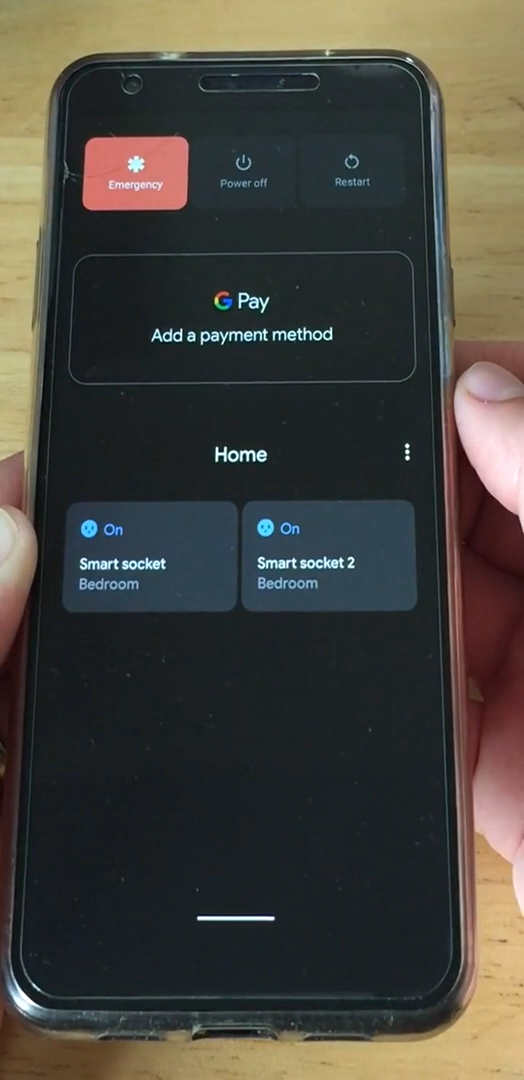 Emergency
Power off
Restart
G Pay
Add a payment method
Home
On
Smart socket
Bedroom
On
Smart socket 2
Bedroom